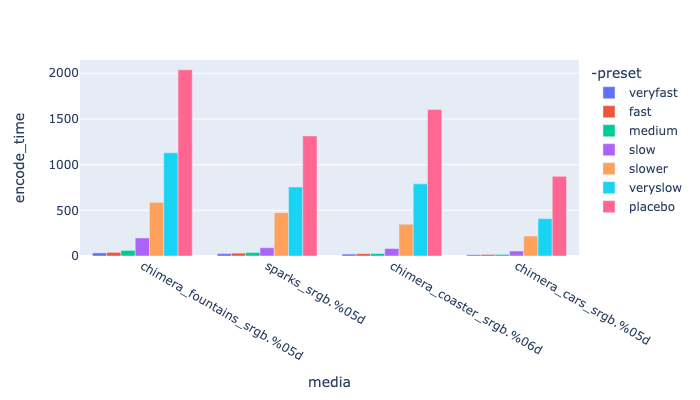 2000
1500
1000
500
0
encode_time
chimera_fountains_srgb.%05d
sparks_srgb.%05d
chimera_coaster_srgb.%06d
chimera_cars_srgb.%05d
media
-preset
veryfast
fast
medium
slow
slower
veryslow
placebo